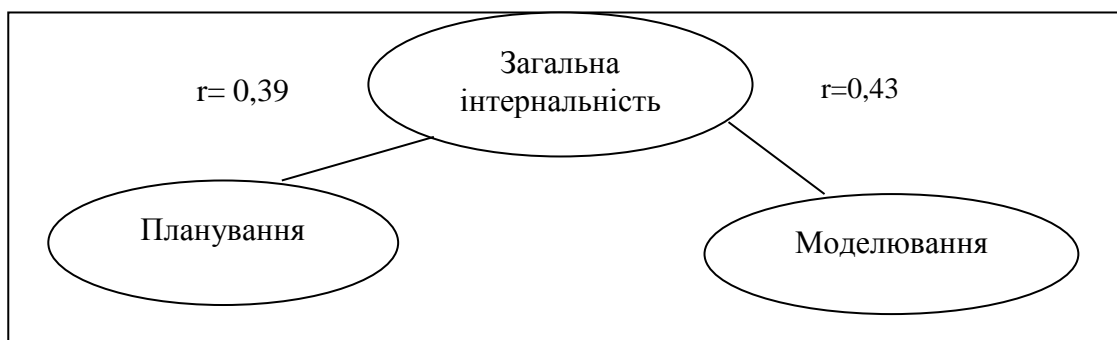 Загальна
інтернальність
r= 0,39
r=0,43
Планування
Моделювання